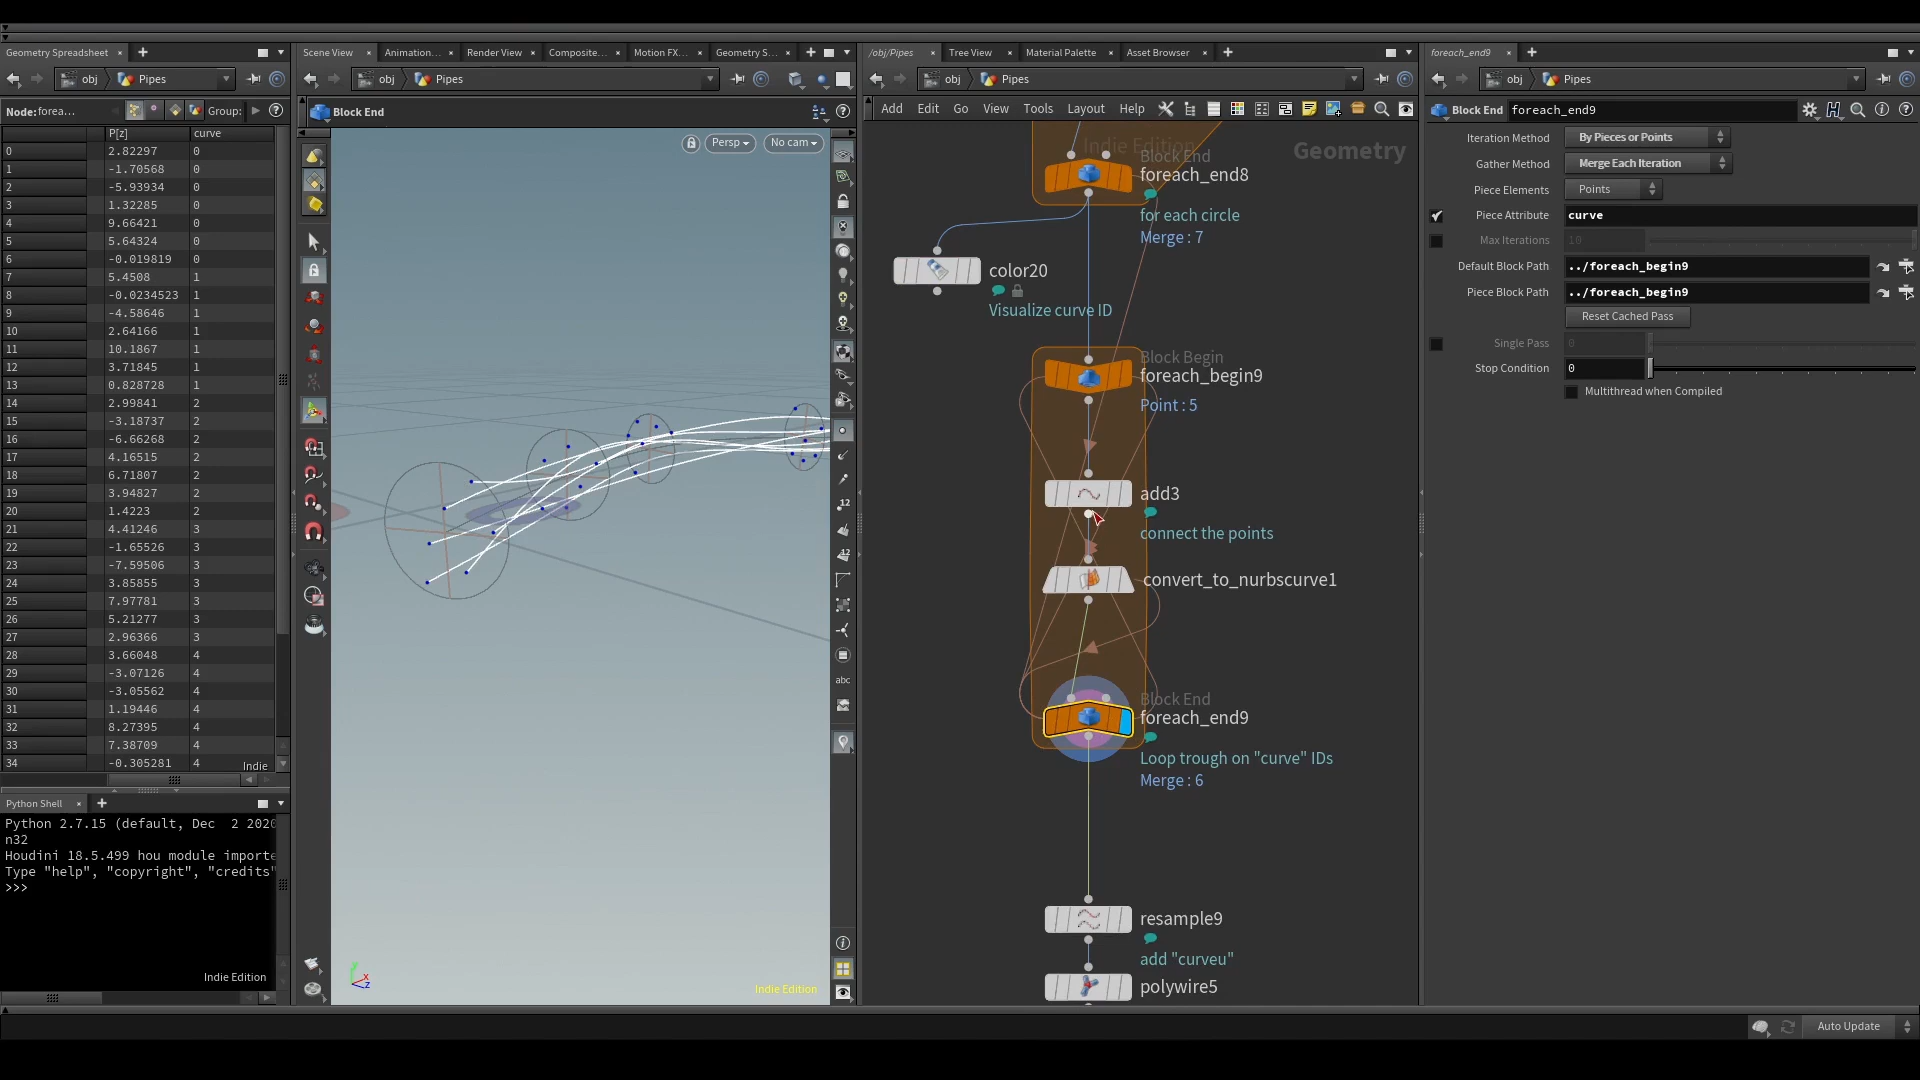 Geometry Spreadsheet
Scene View
Animation...
Render View
Composite...
Motion FX...
Geometry S...
/obj/Pipes
Tree View
Material Palette
Asset Browser
foreach_end9
obj
Pipes
obj
Pipes
obj
Pipes
obj
Pipes
Node: forea...
Group:
Block End
Add
Edit
Go
View
Tools
Layout
Windows
Help
Block End
foreach_end9
P[z]
curve
0 2.82297 0
1 -1.70568 0
2 -5.93934 0
3 1.32285 0
4 9.66421 0
5 5.64324 0
6 -0.019819 0
7 5.4508 1
8 -0.0234523 1
9 -4.58646 1
10 2.64166 1
11 10.1867 1
12 3.71845 1
13 0.828728 1
14 2.99841 2
15 -3.18737 2
16 -6.66268 2
17 4.16515 2
18 6.71807 2
19 3.94827 2
20 1.4223 2
21 4.41246 3
22 -1.65526 3
23 -7.59506 3
24 3.85855 3
25 7.97781 3
26 5.21277 3
27 2.96366 3
28 3.66048 4
29 -3.07126 4
30 -3.05562 4
31 1.19446 4
32 8.27395 4
33 7.38709 4
34 -0.305281 4
Indie
Python Shell
Python 2.7.15 (default, Dec 2 2020
n32
Houdini 18.5.499 hou module importe
Type "help", "copyright", "credits"
>>>
Indie Edition
Persp
No cam
12
12
abc
y
x
z
Indie Edition
Indie Edition
Geometry
Block End
foreach_end8
for each circle
Merge : 7
color20
Visualize curve ID
Block Begin
foreach_begin9
Point : 5
add3
connect the points
convert_to_nurbscurve1
Block End
foreach_end9
Loop trough on "curve" IDs
Merge : 6
resample9
add "curveu"
polywire5
Iteration Method
By Pieces or Points
Gather Method
Merge Each Iteration
Piece Elements
Points
Piece Attribute
curve
Max Iterations
10
Default Block Path
../foreach_begin9
Piece Block Path
../foreach_begin9
Reset Cached Pass
Single Pass
0
Stop Condition
0
Multithread when Compiled
Auto Update